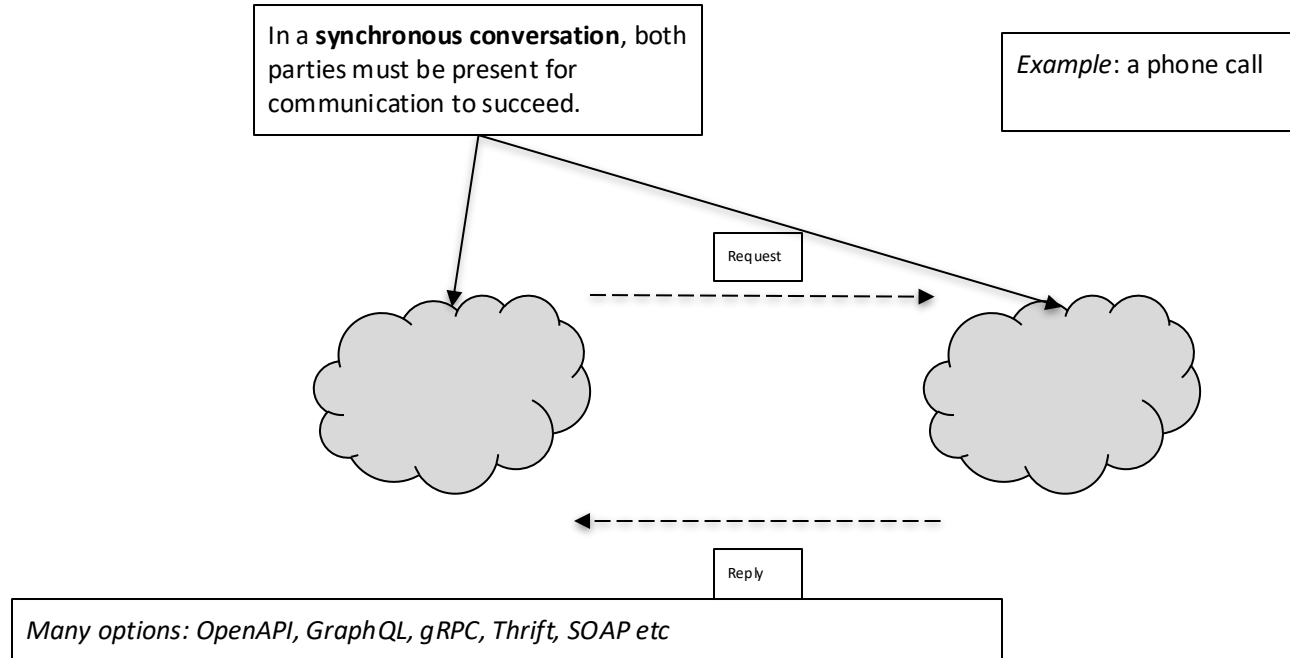 In a synchronous conversation, both
parties must be present for
communication to succeed.
Example: a phone call
Request
Reply
Many options: OpenAPI, GraphQL, gRPC, Thrift, SOAP etc